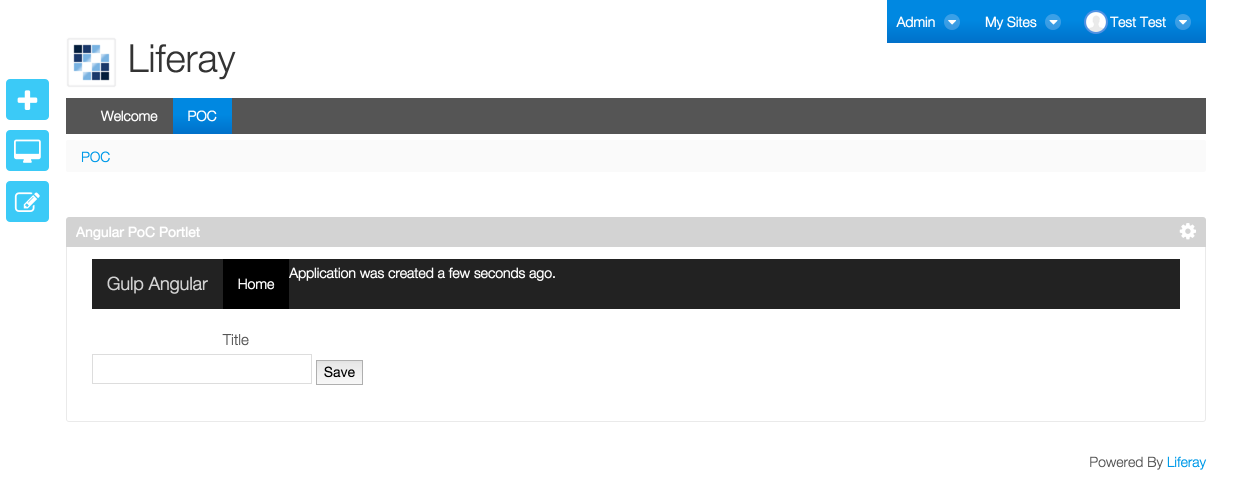 Admin My Sites Test Test
Liferay
Welcome POC
POC
Angular PoC Portlet
Gulp Angular Home Application was created a few seconds ago.
Title
Save
Powered By Liferay